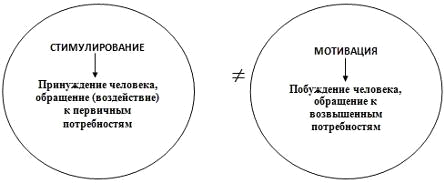 СТИМУЛИРОВАНИЕ
Принуждение человека,
обращение (воздействие)
к первичным
потребностям
≠
МОТИВАЦИЯ
Побуждение человека,
обращение к
возвышенным
потребностям